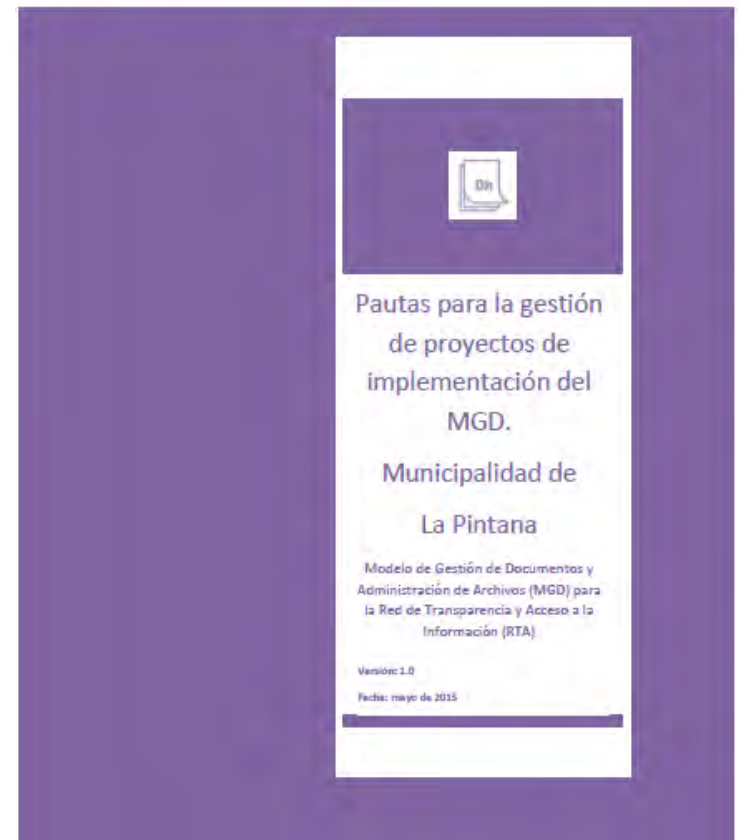 Pautas para la gestión
de proyectos de
implementación del
MGD.
Municipalidad de
La Pintana
Modelo de Gestión de Documentos y
Administración de Archivos (MGD) para
la Red de Transparencia y Acceso a la
Información (RTA)
Versión: 1.0
Fecha: mayo de 2015